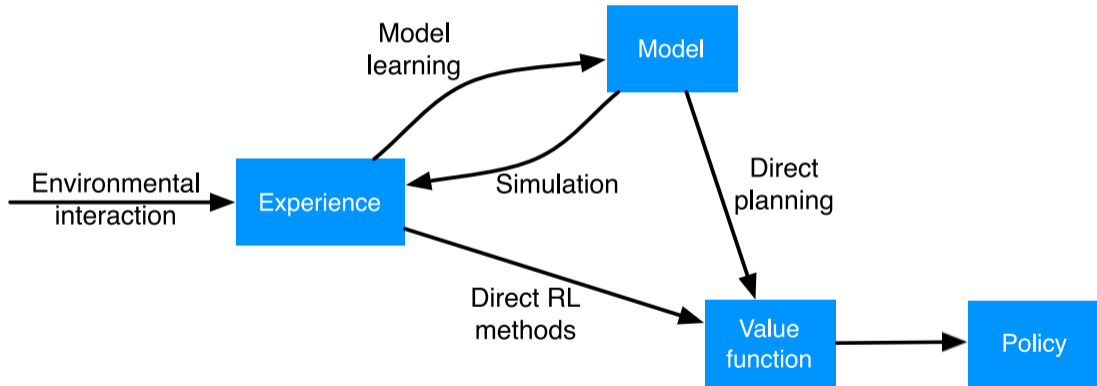 Model
learning
Model
Environmental
interaction
Experience
Simulation
Direct
planning
Direct RL
methods
Value
function
Policy